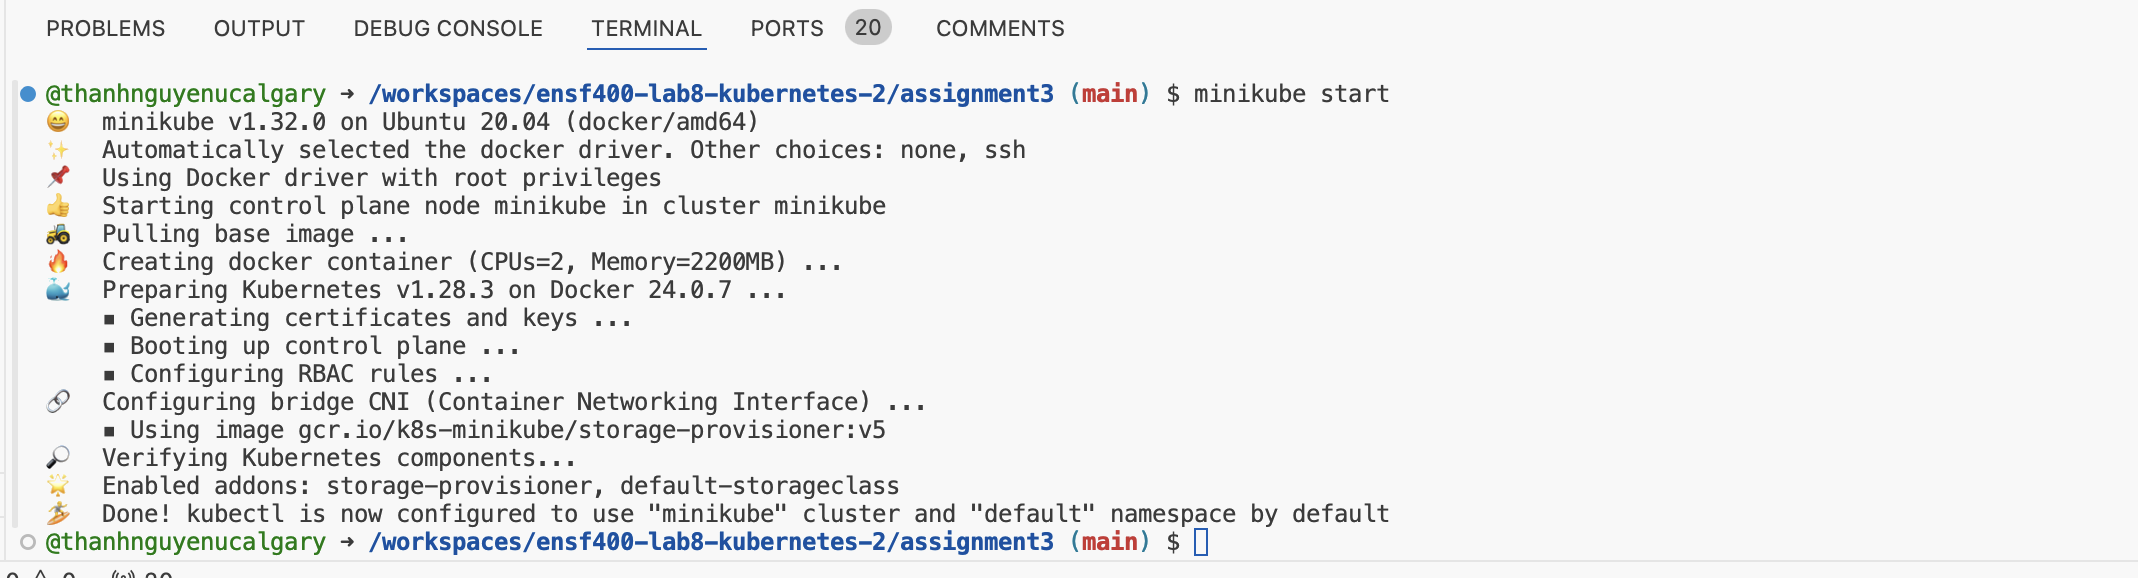 PROBLEMS OUTPUT DEBUG CONSOLE TERMINAL PORTS 20 COMMENTS
@thanhnguyenucalgary → /workspaces/ensf400-lab8-kubernetes-2/assignment3 (main) $ minikube start
😄 minikube v1.32.0 on Ubuntu 20.04 (docker/amd64)
✨ Automatically selected the docker driver. Other choices: none, ssh
📌 Using Docker driver with root privileges
👍 Starting control plane node minikube in cluster minikube
🚜 Pulling base image ...
🔥 Creating docker container (CPUs=2, Memory=2200MB) ...
🐳 Preparing Kubernetes v1.28.3 on Docker 24.0.7 ...
▪ Generating certificates and keys ...
▪ Booting up control plane ...
▪ Configuring RBAC rules ...
🔗 Configuring bridge CNI (Container Networking Interface) ...
▪ Using image gcr.io/k8s-minikube/storage-provisioner:v5
🔎 Verifying Kubernetes components...
🌟 Enabled addons: storage-provisioner, default-storageclass
🏄 Done! kubectl is now configured to use "minikube" cluster and "default" namespace by default
@thanhnguyenucalgary → /workspaces/ensf400-lab8-kubernetes-2/assignment3 (main) $